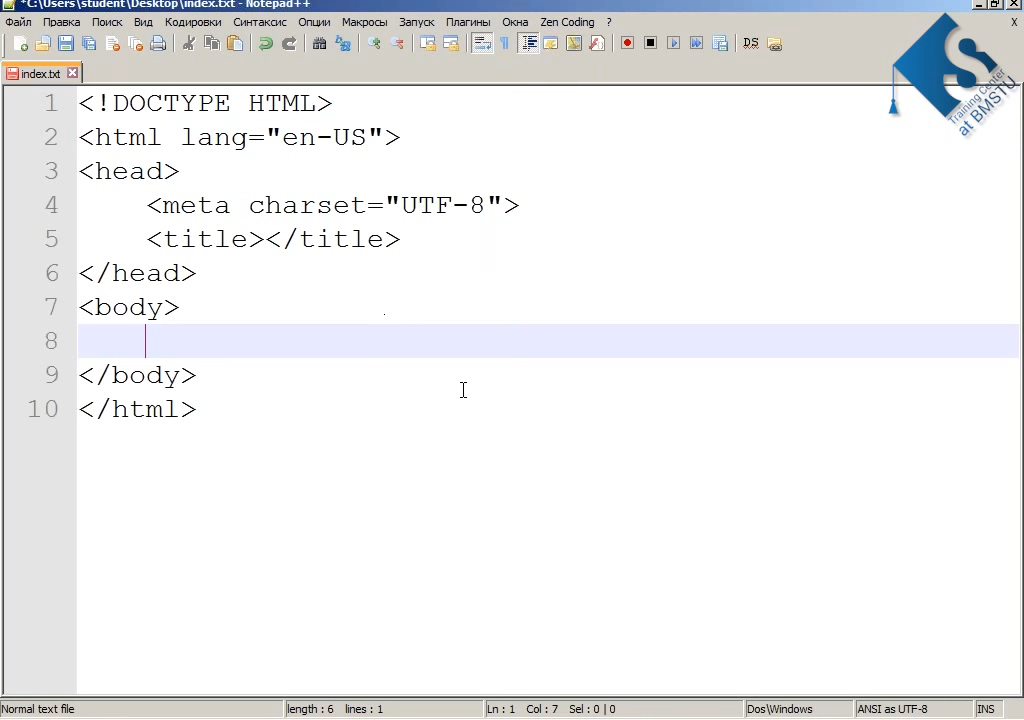 *C:\Users\student\Desktop\index.txt - Notepad++
Файл Правка Поиск Вид Кодировки Синтаксис Опции Макросы Запуск Плагины Окна Zen Coding ? X
DS
index.txt
1 <!DOCTYPE HTML>
2 <html lang="en-US">
3 <head>
4 <meta charset="UTF-8">
5 <title></title>
6 </head>
7 <body>
8
9 </body>
10 </html>
Training Center
at BMSTU
Normal text file length : 6 lines : 1 Ln : 1 Col : 7 Sel : 0 | 0 Dos\Windows ANSI as UTF-8 INS